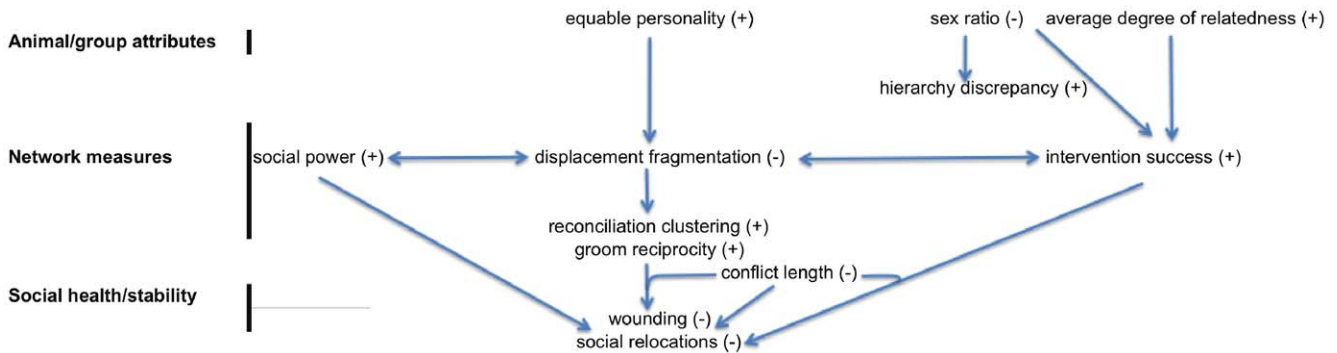 equable personality (+)
sex ratio (-) average degree of relatedness (+)
Animal/group attributes
hierarchy discrepancy (+)
Network measures
social power (+)
displacement fragmentation (-)
intervention success (+)
reconciliation clustering (+)
groom reciprocity (+)
conflict length (-)
Social health/stability
wounding (-)
social relocations (-)